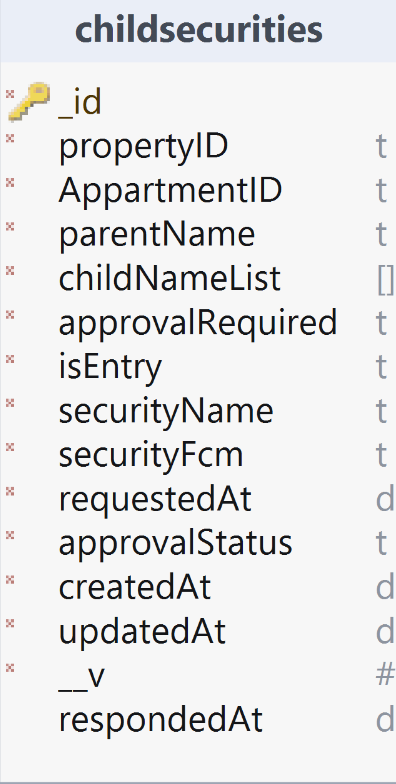 childsecurities
_id
propertyID t
AppartmentID t
parentName t
childNameList []
approvalRequired t
isEntry t
securityName t
securityFcm t
requestedAt d
approvalStatus t
createdAt d
updatedAt d
__v #
respondedAt d